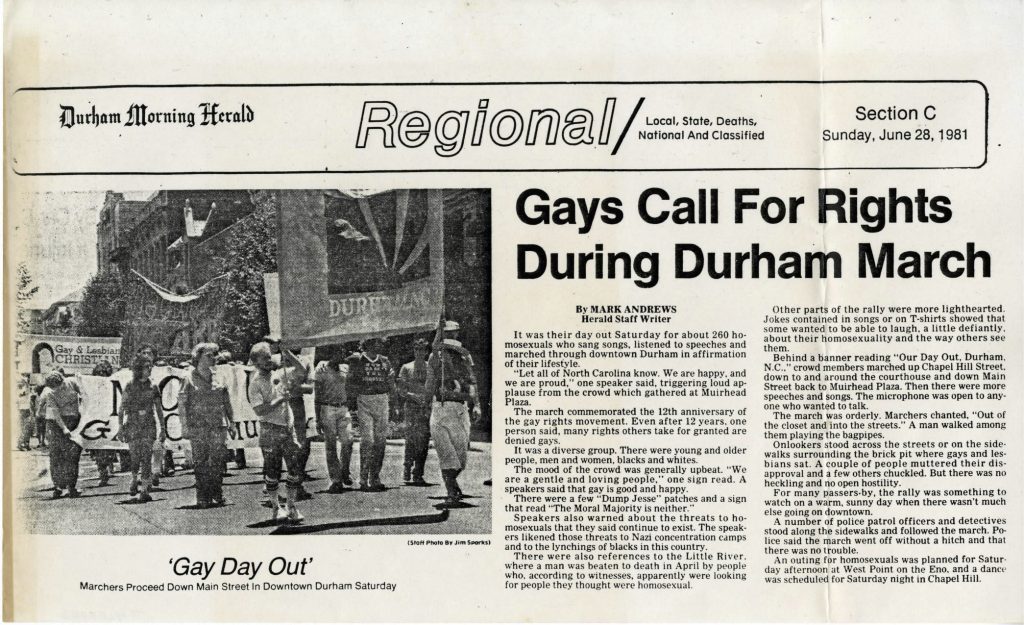 Durham Morning Herald
Regional/
Local, State, Deaths,
National And Classified
Section C
Sunday, June 28, 1981
Gay & Lesbian
CHRISTIAN
DURHAM
(Staff Photo By Jim Sparks)
'Gay Day Out'
Marchers Proceed Down Main Street In Downtown Durham Saturday
Gays Call For Rights
During Durham March
By MARK ANDREWS
Herald Staff Writer
It was their day out Saturday for about 260 ho-
mosexuals who sang songs, listened to speeches and
marched through downtown Durham in affirmation
of their lifestyle.
"Let all of North Carolina know. We are happy, and
we are proud," one speaker said, triggering loud ap-
plause from the crowd which gathered at Muirhead
Plaza.
The march commemorated the 12th anniversary of
the gay rights movement. Even after 12 years, one
person said, many rights others take for granted are
denied gays.
It was a diverse group. There were young and older
people, men and women, blacks and whites.
The mood of the crowd was generally upbeat. "We
are a gentle and loving people," one sign read. A
speakers said that gay is good and happy.
There were a few "Dump Jesse" patches and a sign
that read "The Moral Majority is neither."
Speakers also warned about the threats to ho-
mosexuals that they said continue to exist. The speak-
ers likened those threats to Nazi concentration camps
and to the lynchings of blacks in this country.
There were also references to the Little River,
where a man was beaten to death in April by people
who, according to witnesses, apparently were looking
for people they thought were homosexual.
Other parts of the rally were more lighthearted.
Jokes contained in songs or on T-shirts showed that
some wanted to be able to laugh, a little defiantly,
about their homosexuality and the way others see
them.
Behind a banner reading "Our Day Out, Durham,
N.C.," crowd members marched up Chapel Hill Street,
down to and around the courthouse and down Main
Street back to Muirhead Plaza. Then there were more
speeches and songs. The microphone was open to any-
one who wanted to talk.
The march was orderly. Marchers chanted, "Out of
the closet and into the streets." A man walked among
them playing the bagpipes.
Onlookers stood across the streets or on the side-
walks surrounding the brick pit where gays and les-
bians sat. A couple of people muttered their dis-
approval and a few others chuckled. But there was no
heckling and no open hostility.
For many passers-by, the rally was something to
watch on a warm, sunny day when there wasn't much
else going on downtown.
A number of police patrol officers and detectives
stood along the sidewalks and followed the march. Po-
lice said the march went off without a hitch and that
there was no trouble.
An outing for homosexuals was planned for Satur-
day afternoon at West Point on the Eno, and a dance
was scheduled for Saturday night in Chapel Hill.